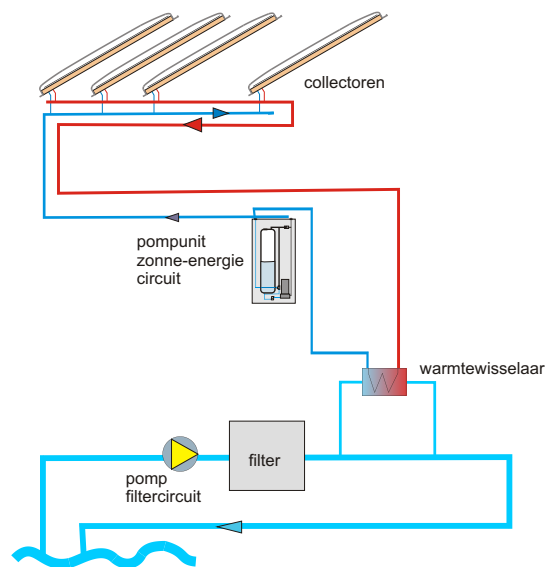 collectoren
pompunit
zonne-energie
circuit
warmtewisselaar
filter
pomp
filtercircuit